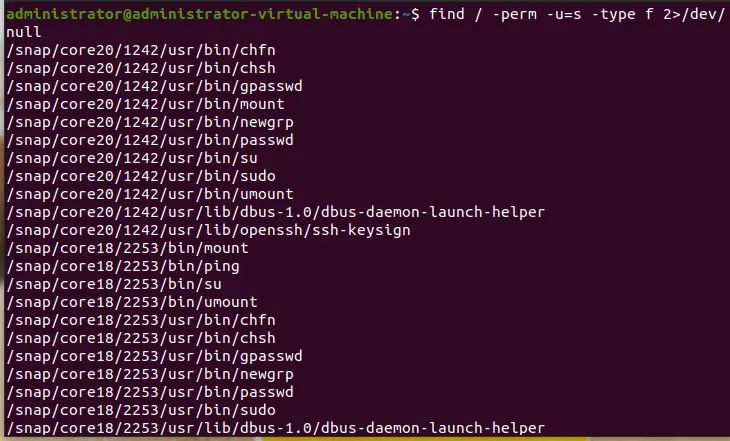 administrator@administrator-virtual-machine:~$ find / -perm -u=s -type f 2>/dev/
null
/snap/core20/1242/usr/bin/chfn
/snap/core20/1242/usr/bin/chsh
/snap/core20/1242/usr/bin/gpasswd
/snap/core20/1242/usr/bin/mount
/snap/core20/1242/usr/bin/newgrp
/snap/core20/1242/usr/bin/passwd
/snap/core20/1242/usr/bin/su
/snap/core20/1242/usr/bin/sudo
/snap/core20/1242/usr/bin/umount
/snap/core20/1242/usr/lib/dbus-1.0/dbus-daemon-launch-helper
/snap/core20/1242/usr/lib/openssh/ssh-keysign
/snap/core18/2253/bin/mount
/snap/core18/2253/bin/ping
/snap/core18/2253/bin/su
/snap/core18/2253/bin/umount
/snap/core18/2253/usr/bin/chfn
/snap/core18/2253/usr/bin/chsh
/snap/core18/2253/usr/bin/gpasswd
/snap/core18/2253/usr/bin/newgrp
/snap/core18/2253/usr/bin/passwd
/snap/core18/2253/usr/bin/sudo
/snap/core18/2253/usr/lib/dbus-1.0/dbus-daemon-launch-helper